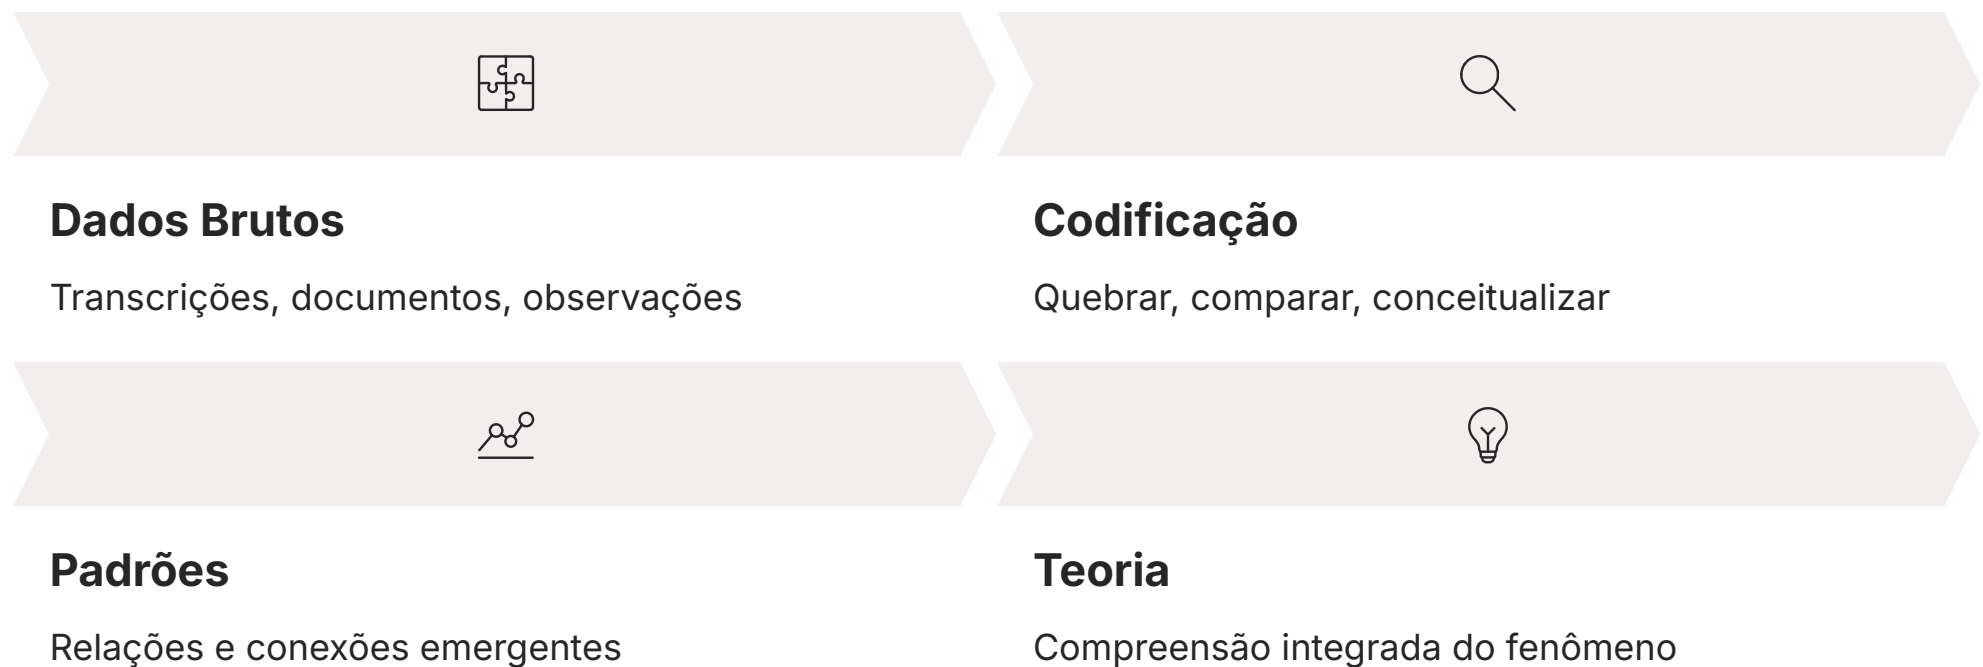 Dados Brutos
Transcrições, documentos, observações
Codificação
Quebrar, comparar, conceitualizar
Padrões
Relações e conexões emergentes
Teoria
Compreensão integrada do fenômeno